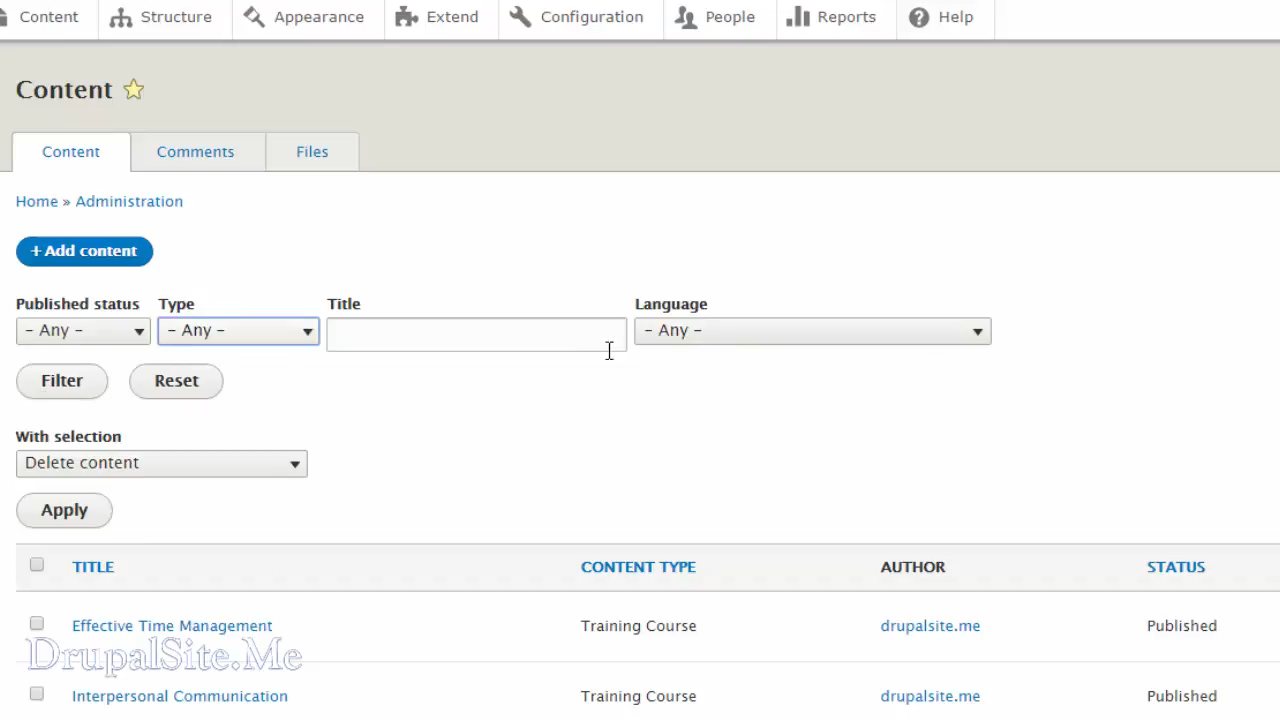 Content Structure Appearance Extend Configuration People Reports Help
Content
Content Comments Files
Home » Administration
+ Add content
Published status Type Title Language
- Any - - Any - - Any -
Filter Reset
With selection
Delete content
Apply
TITLE CONTENT TYPE AUTHOR STATUS
Effective Time Management Training Course drupalsite.me Published
DrupalSite.Me
Interpersonal Communication Training Course drupalsite.me Published